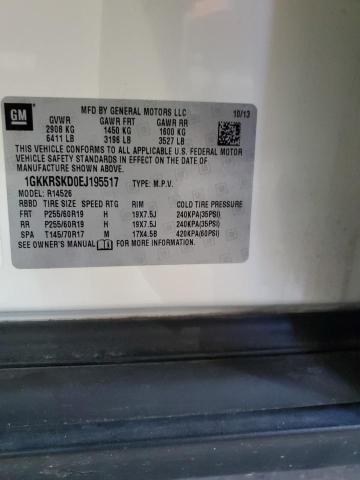 GM
MFD BY GENERAL MOTORS LLC 10/13
GVWR GAWR FRT GAWR RR
2908 KG 1450 KG 1600 KG
6411 LB 3196 LB 3527 LB
THIS VEHICLE CONFORMS TO ALL APPLICABLE U.S. FEDERAL MOTOR
VEHICLE SAFETY STANDARDS IN EFFECT ON THE DATE OF
MANUFACTURE SHOWN ABOVE.
1GKKRSKD0EJ195517 TYPE: M.P.V.
MODEL: R14526
RBBD TIRE SIZE SPEED RTG RIM COLD TIRE PRESSURE
FRT P255/60R19 H 19X7.5J 240KPA(35PSI)
RR P255/60R19 H 19X7.5J 240KPA(35PSI)
SPA T145/70R17 M 17X4.5B 420KPA(60PSI)
SEE OWNER'S MANUAL FOR MORE INFORMATION.